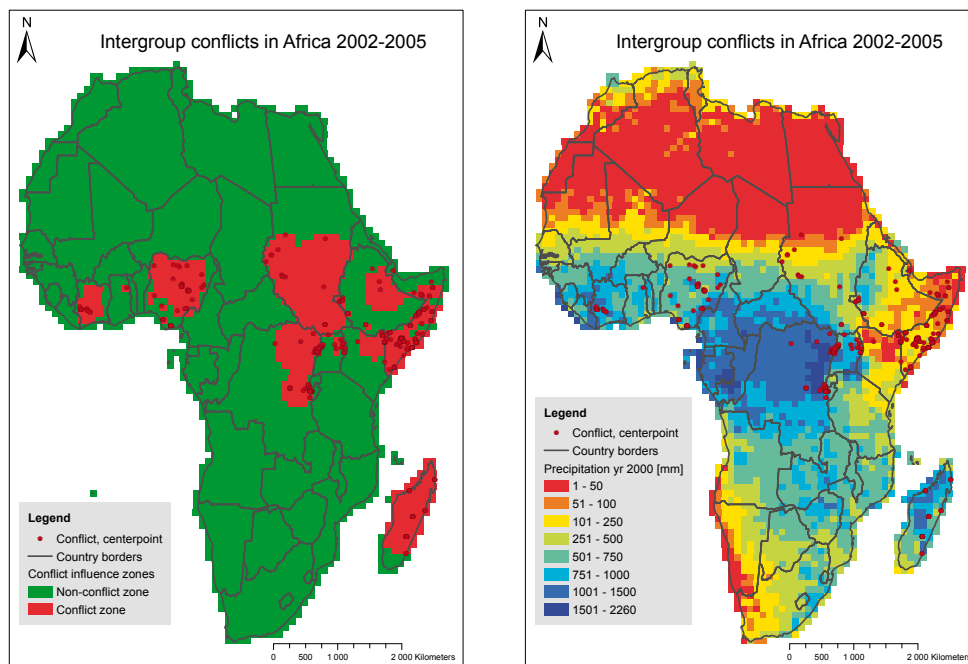 N
Intergroup conflicts in Africa 2002-2005
Legend
Conflict, centerpoint
Country borders
Conflict influence zones
Non-conflict zone
Conflict zone
0 500 1 000 2 000 Kilometers
N
Intergroup conflicts in Africa 2002-2005
Legend
Conflict, centerpoint
Country borders
Precipitation yr 2000 [mm]
1 - 50
51 - 100
101 - 250
251 - 500
501 - 750
751 - 1000
1001 - 1500
1501 - 2260
0 500 1 000 2 000 Kilometers